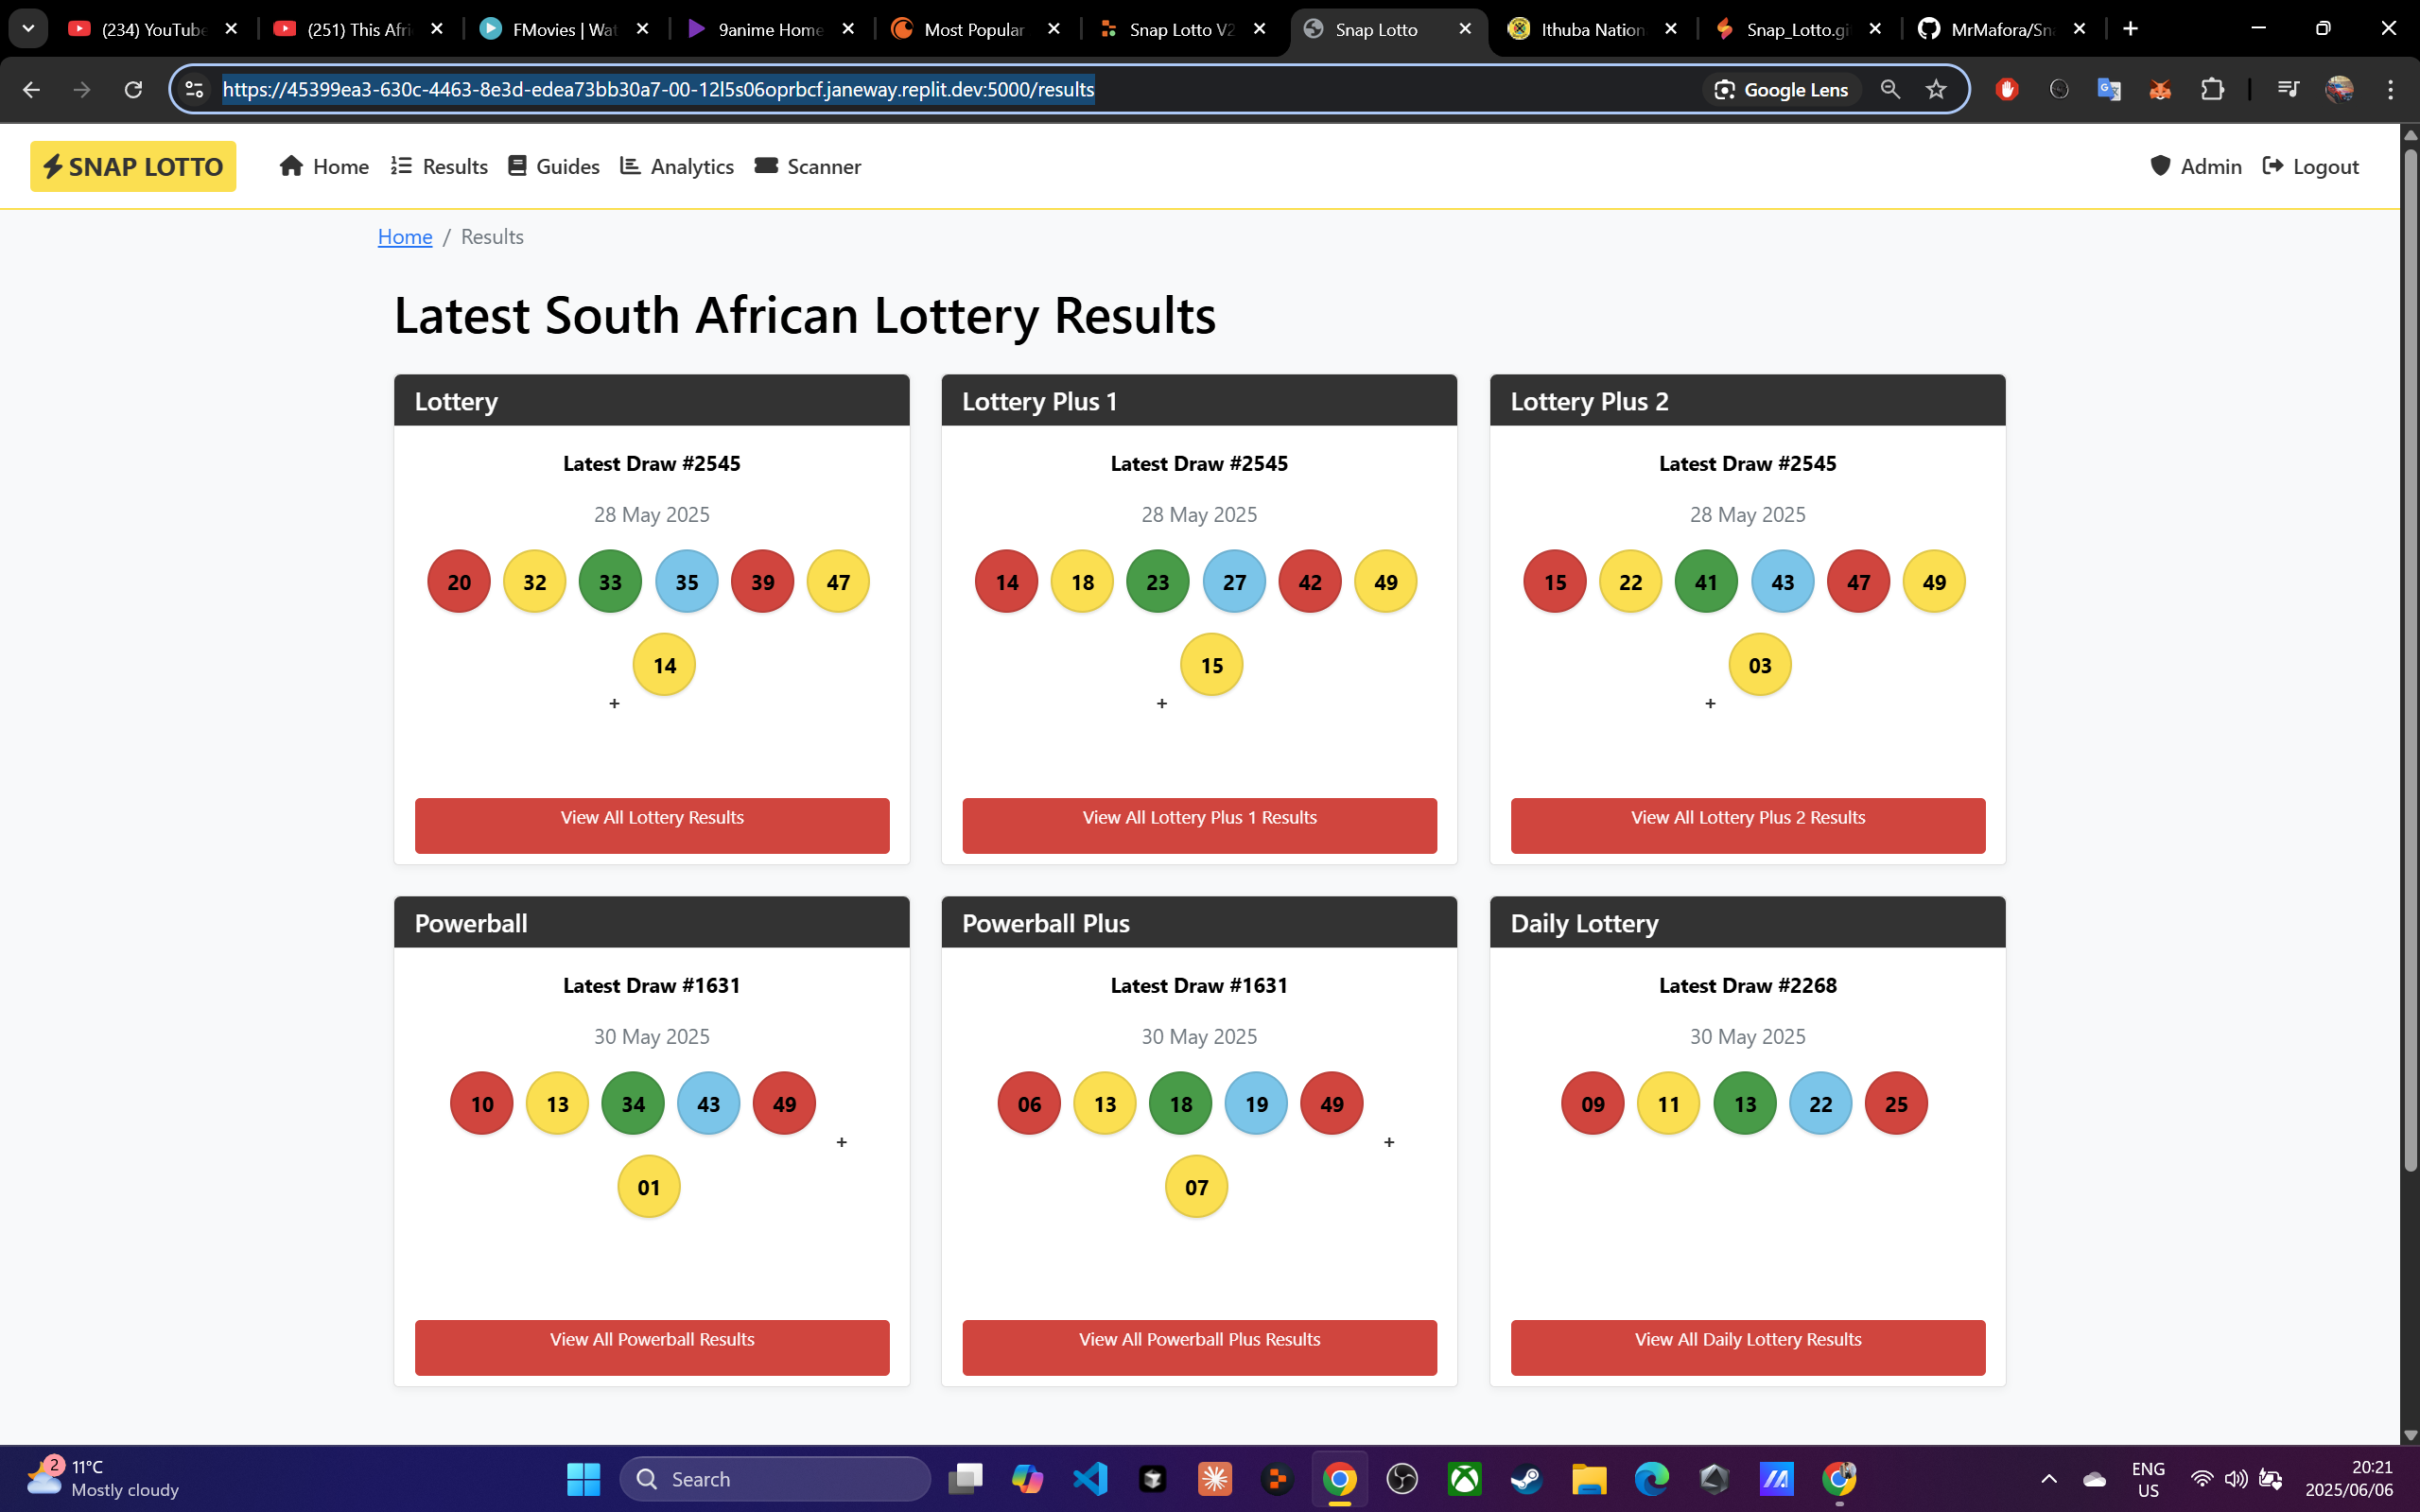 (234) YouTube
(251) This Afri
FMovies | Wat
9anime Home
Most Popular
Snap Lotto V2
Snap Lotto
Ithuba Nation
Snap_Lotto.gi
MrMafora/Sna
https://45399ea3-630c-4463-8e3d-edea73bb30a7-00-12l5s06oprbcf.janeway.replit.dev:5000/results
Google Lens
SNAP LOTTO
Home
Results
Guides
Analytics
Scanner
Admin
Logout
Home / Results
Latest South African Lottery Results
Lottery
Latest Draw #2545
28 May 2025
20 32 33 35 39 47
+ 14
View All Lottery Results
Lottery Plus 1
Latest Draw #2545
28 May 2025
14 18 23 27 42 49
+ 15
View All Lottery Plus 1 Results
Lottery Plus 2
Latest Draw #2545
28 May 2025
15 22 41 43 47 49
+ 03
View All Lottery Plus 2 Results
Powerball
Latest Draw #1631
30 May 2025
10 13 34 43 49 +
01
View All Powerball Results
Powerball Plus
Latest Draw #1631
30 May 2025
06 13 18 19 49 +
07
View All Powerball Plus Results
Daily Lottery
Latest Draw #2268
30 May 2025
09 11 13 22 25
View All Daily Lottery Results
2
11°C
Mostly cloudy
Search
ENG
US
20:21
2025/06/06